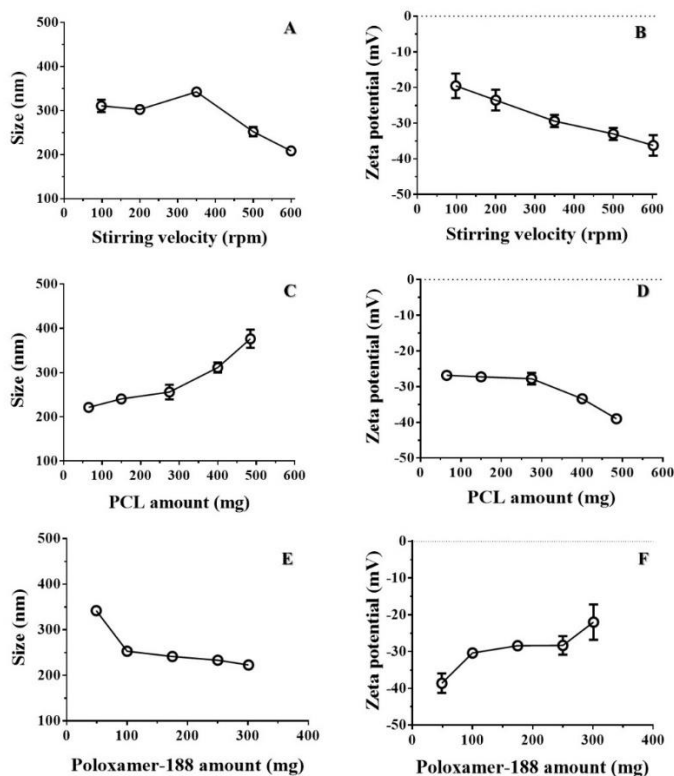 A
Size (nm)
500
400
300
200
100
0 100 200 300 400 500 600
Stirring velocity (rpm)
B
Zeta potential (mV)
0
-10
-20
-30
-40
-50
0 100 200 300 400 500 600
Stirring velocity (rpm)
C
Size (nm)
500
400
300
200
100
0 100 200 300 400 500 600
PCL amount (mg)
D
Zeta potential (mV)
0
-10
-20
-30
-40
-50
0 100 200 300 400 500 600
PCL amount (mg)
E
Size (nm)
500
400
300
200
100
0 100 200 300 400
Poloxamer-188 amount (mg)
F
Zeta potential (mV)
0
-10
-20
-30
-40
-50
0 100 200 300 400
Poloxamer-188 amount (mg)